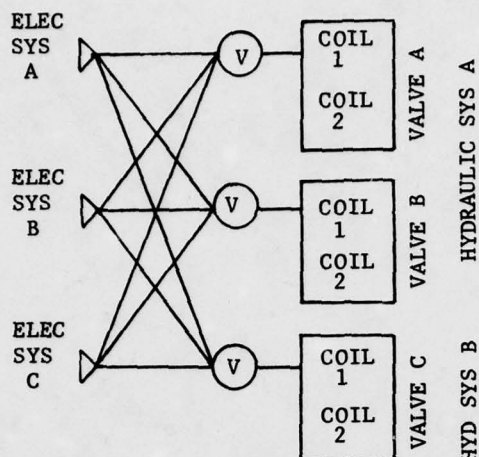 ELEC
SYS
A
V
COIL
1
COIL
2
VALVE A
HYDRAULIC SYS A
ELEC
SYS
B
V
COIL
1
COIL
2
VALVE B
ELEC
SYS
C
V
COIL
1
COIL
2
VALVE C
HYD SYS B